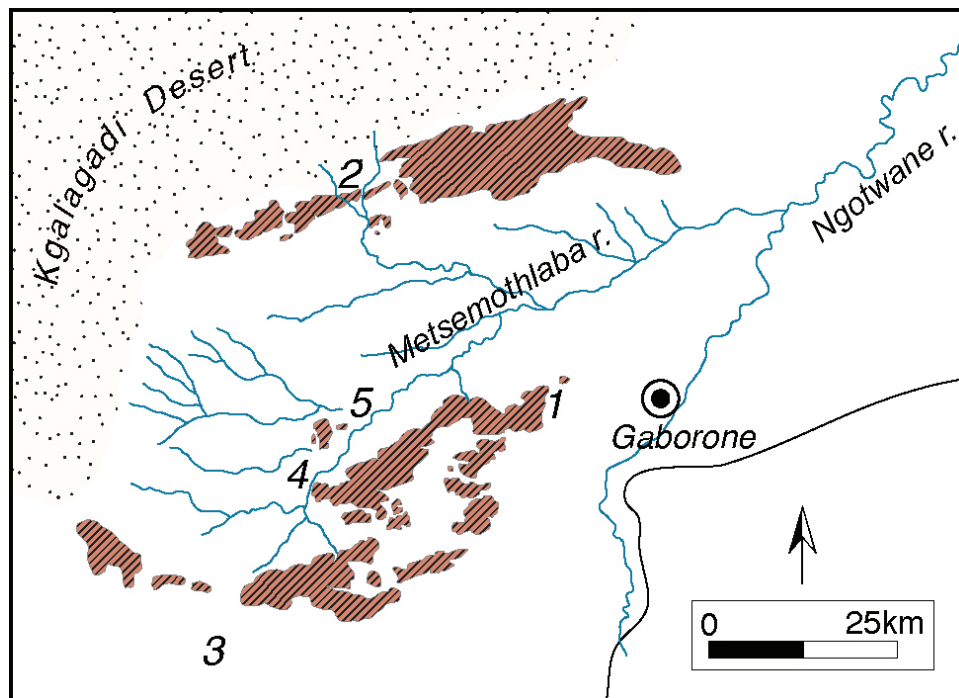 Kgalagadi Desert
2
Ngotwane r.
Metsemothlaba r.
5
1
Gaborone
4
3
0 25km